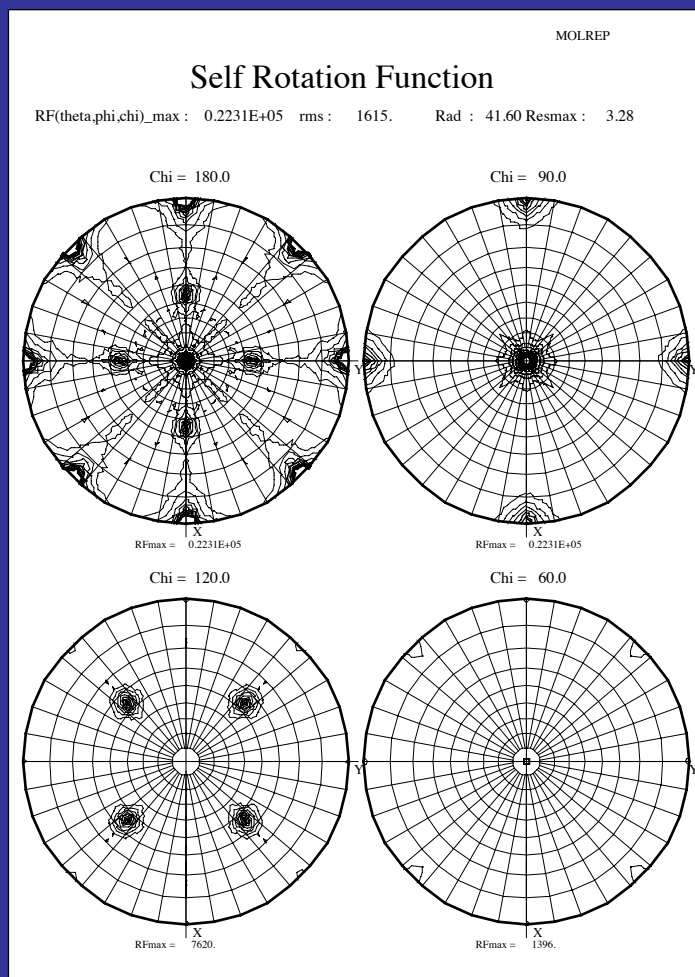 MOLREP
Self Rotation Function
RF(theta,phi,chi)_max : 0.2231E+05 rms : 1615. Rad : 41.60 Resmax : 3.28
Chi = 180.0
Chi = 90.0
Y
Y
X
X
RFmax = 0.2231E+05
RFmax = 0.2231E+05
Chi = 120.0
Chi = 60.0
Y
Y
X
X
RFmax = 7620.
RFmax = 1396.